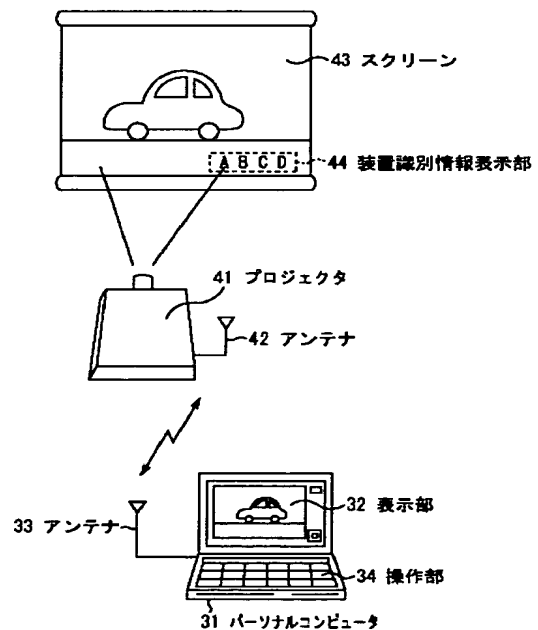 43 スクリーン
A B C D
44 装置識別情報表示部
41 プロジェクタ
42 アンテナ
32 表示部
33 アンテナ
34 操作部
31 パーソナルコンピュータ